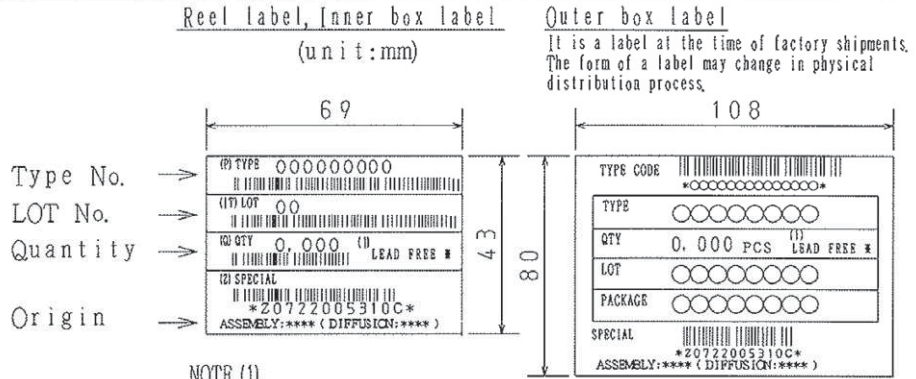 Reel label, Inner box label
(unit:mm)
Outer box label
It is a label at the time of factory shipments.
The form of a label may change in physical
distribution process.
69
108
Type No.
LOT No.
Quantity
Origin
(P) TYPE 000000000
(1T) LOT 00
(Q) QTY 0,000 (1) LEAD FREE *
(2) SPECIAL
*Z0722005310C*
ASSEMBLY:**** (DIFFUSION:****)
43
80
TYPE CODE
*○○○○○○○○○○○○○○*
TYPE ○○○○○○○○
QTY 0.000 PCS (1) LEAD FREE *
LOT ○○○○○○○○
PACKAGE ○○○○○○○○
SPECIAL
*Z0722005310C*
ASSEMBLY:**** (DIFFUSION:****)
NOTE (1)